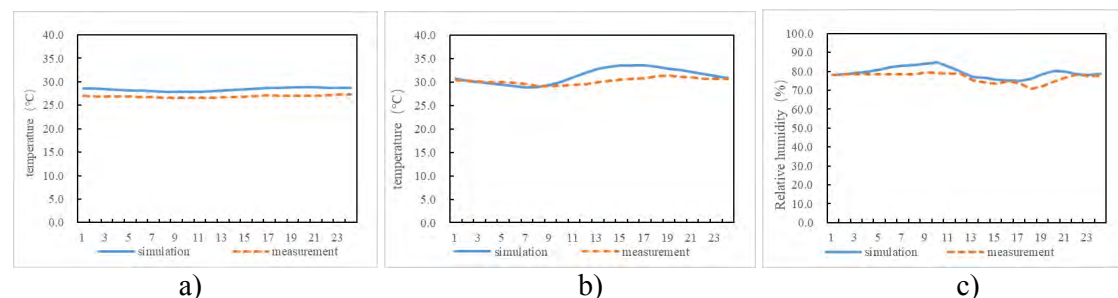 40.0
35.0
30.0
25.0
20.0
15.0
10.0
5.0
0.0
temperature (℃)
1 3 5 7 9 11 13 15 17 19 21 23
simulation measurement
a)
40.0
35.0
30.0
25.0
20.0
15.0
10.0
5.0
0.0
temperature (℃)
1 3 5 7 9 11 13 15 17 19 21 23
simulation measurement
b)
100.0
90.0
80.0
70.0
60.0
50.0
40.0
30.0
20.0
10.0
0.0
Relative humidity (%)
1 3 5 7 9 11 13 15 17 19 21 23
simulation measurement
c)